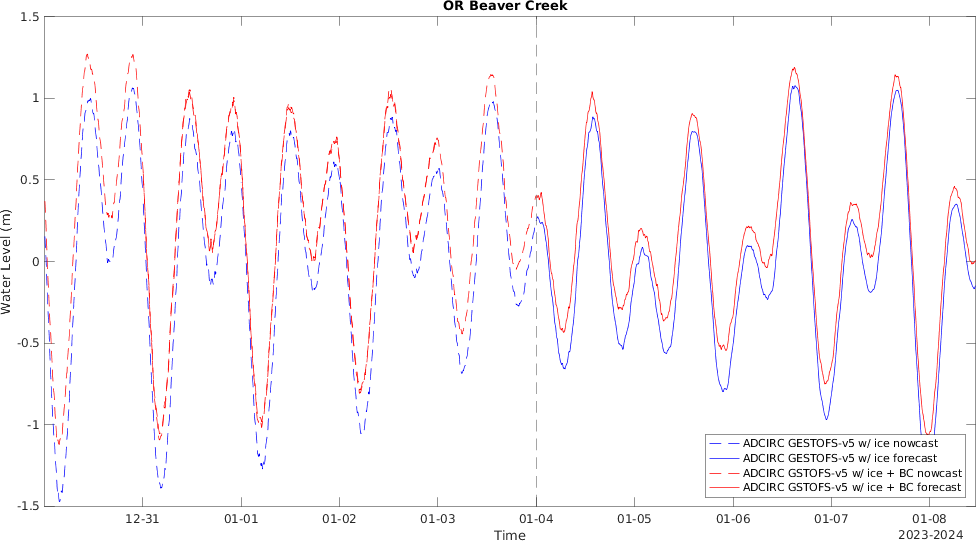 OR Beaver Creek
1.5
1
0.5
0
-0.5
-1
-1.5
Water Level (m)
ADCIRC GESTOFS-v5 w/ ice nowcast
ADCIRC GESTOFS-v5 w/ ice forecast
ADCIRC GSTOFS-v5 w/ ice + BC nowcast
ADCIRC GSTOFS-v5 w/ ice + BC forecast
12-31 01-01 01-02 01-03 01-04 01-05 01-06 01-07 01-08
Time
2023-2024